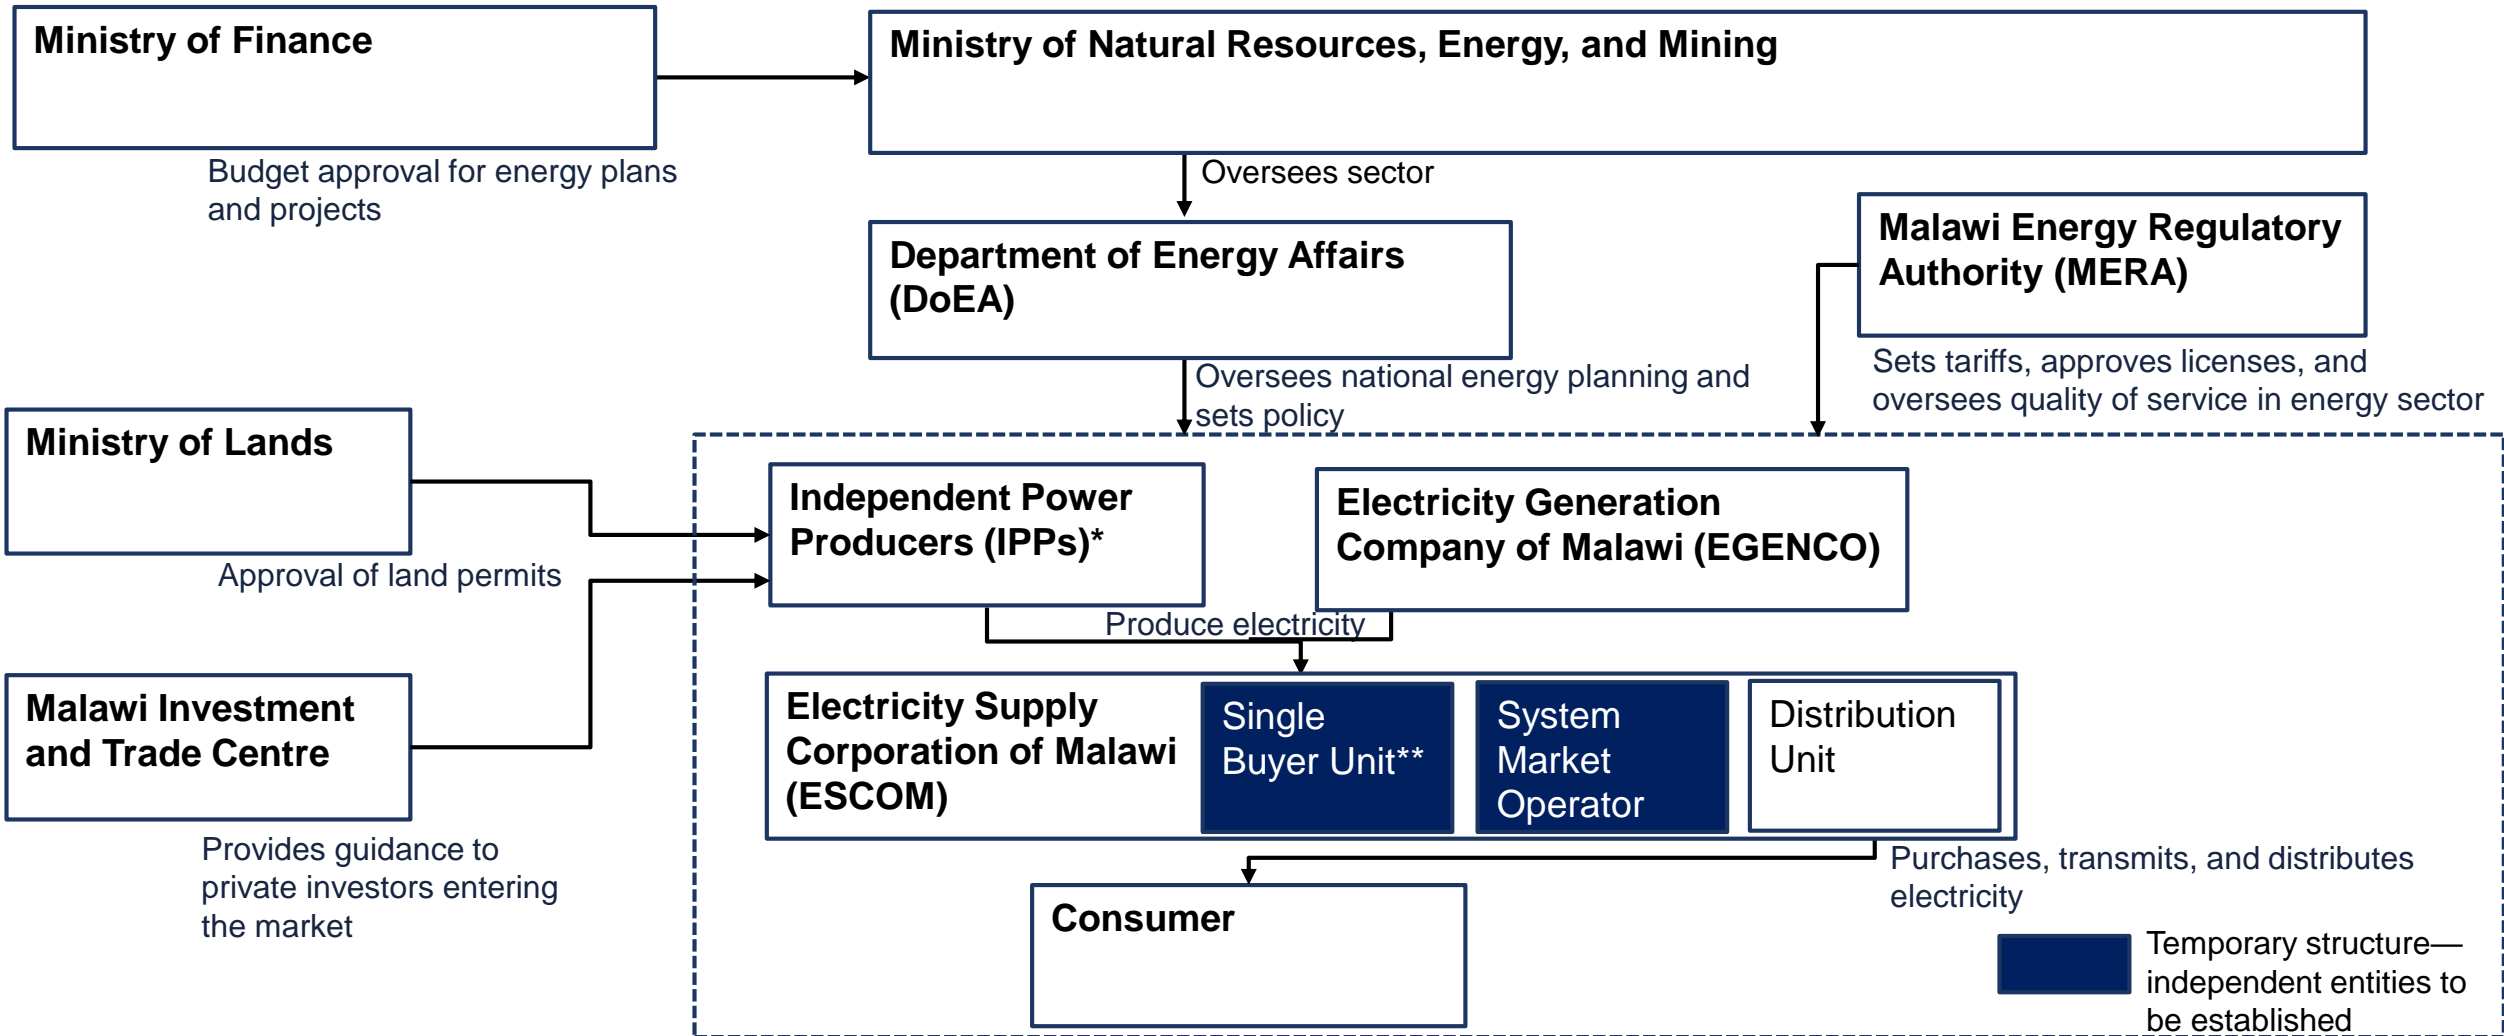 Ministry of Finance
Ministry of Natural Resources, Energy, and Mining
Budget approval for energy plans
and projects
Oversees sector
Department of Energy Affairs
(DoEA)
Malawi Energy Regulatory
Authority (MERA)
Oversees national energy planning and
sets policy
Sets tariffs, approves licenses, and
oversees quality of service in energy sector
Ministry of Lands
Approval of land permits
Independent Power
Producers (IPPs)*
Electricity Generation
Company of Malawi (EGENCO)
Produce electricity
Malawi Investment
and Trade Centre
Provides guidance to
private investors entering
the market
Electricity Supply
Corporation of Malawi
(ESCOM)
Single
Buyer Unit**
System
Market
Operator
Distribution
Unit
Purchases, transmits, and distributes
electricity
Consumer
Temporary structure—
independent entities to
be established